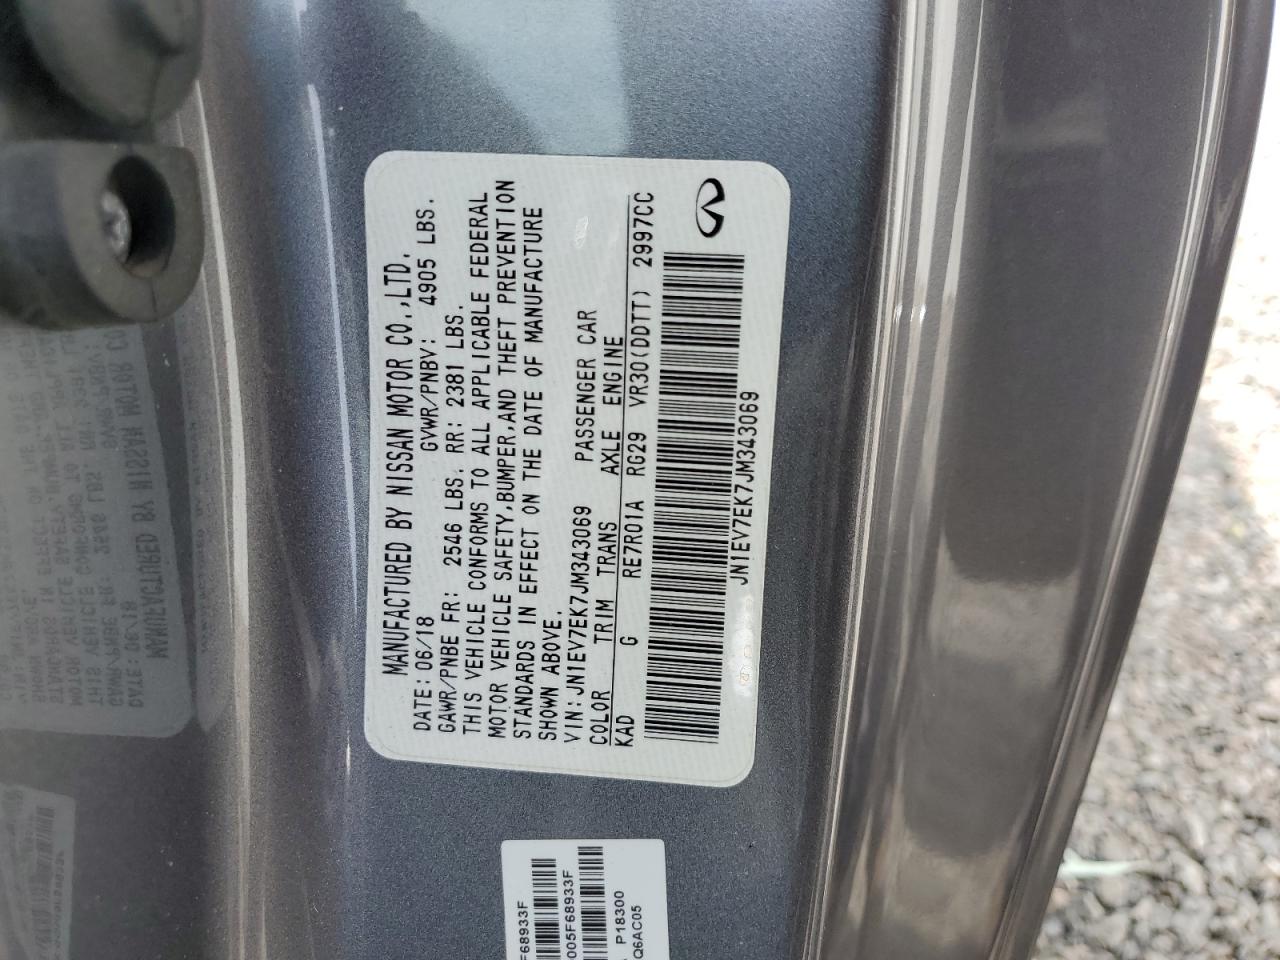 MANUFACTURED BY NISSAN MOTOR CO.,LTD.
DATE: 06/18 GVWR/PNBV: 4905 LBS.
GAWR/PNBE FR: 2546 LBS. RR: 2381 LBS.
THIS VEHICLE CONFORMS TO ALL APPLICABLE FEDERAL
MOTOR VEHICLE SAFETY,BUMPER,AND THEFT PREVENTION
STANDARDS IN EFFECT ON THE DATE OF MANUFACTURE
SHOWN ABOVE.
VIN: JN1EV7EK7JM343069 PASSENGER CAR
COLOR TRIM TRANS AXLE ENGINE
KAD G RE7R01A RG29 VR30(DDTT) 2997CC
JN1EV7EK7JM343069
F68933F
005F68933F
P18300
Q6AC05